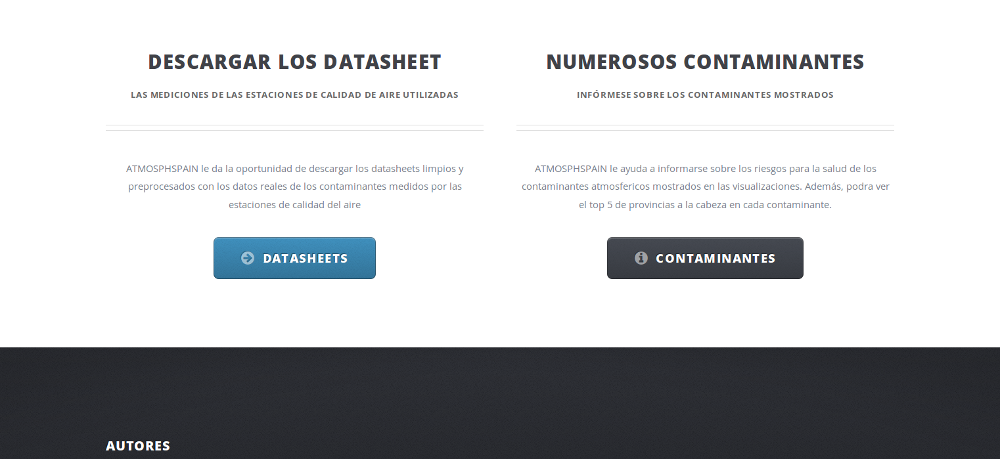 DESCARGAR LOS DATASHEET
LAS MEDICIONES DE LAS ESTACIONES DE CALIDAD DE AIRE UTILIZADAS
ATMOSPHSPAIN le da la oportunidad de descargar los datasheets limpios y
preprocesados con los datos reales de los contaminantes medidos por las
estaciones de calidad del aire
DATASHEETS
NUMEROSOS CONTAMINANTES
INFÓRMESE SOBRE LOS CONTAMINANTES MOSTRADOS
ATMOSPHSPAIN le ayuda a informarse sobre los riesgos para la salud de los
contaminantes atmosfericos mostrados en las visualizaciones. Además, podra ver
el top 5 de provincias a la cabeza en cada contaminante.
CONTAMINANTES
AUTORES